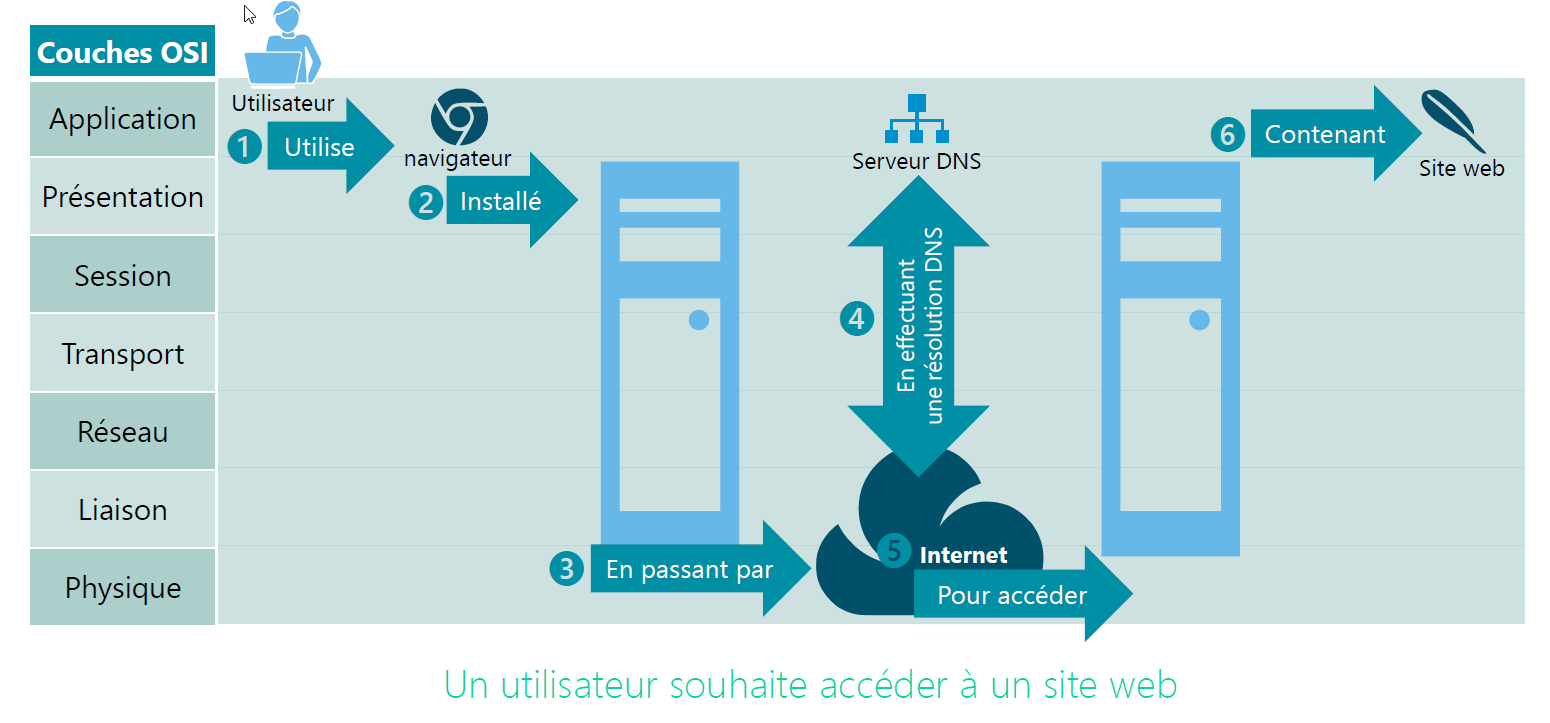 Couches OSI
Application
Présentation
Session
Transport
Réseau
Liaison
Physique
Utilisateur
1 Utilise
navigateur
2 Installé
3 En passant par
Serveur DNS
4 En effectuant
une résolution DNS
5 Internet
Pour accéder
6 Contenant
Site web
Un utilisateur souhaite accéder à un site web